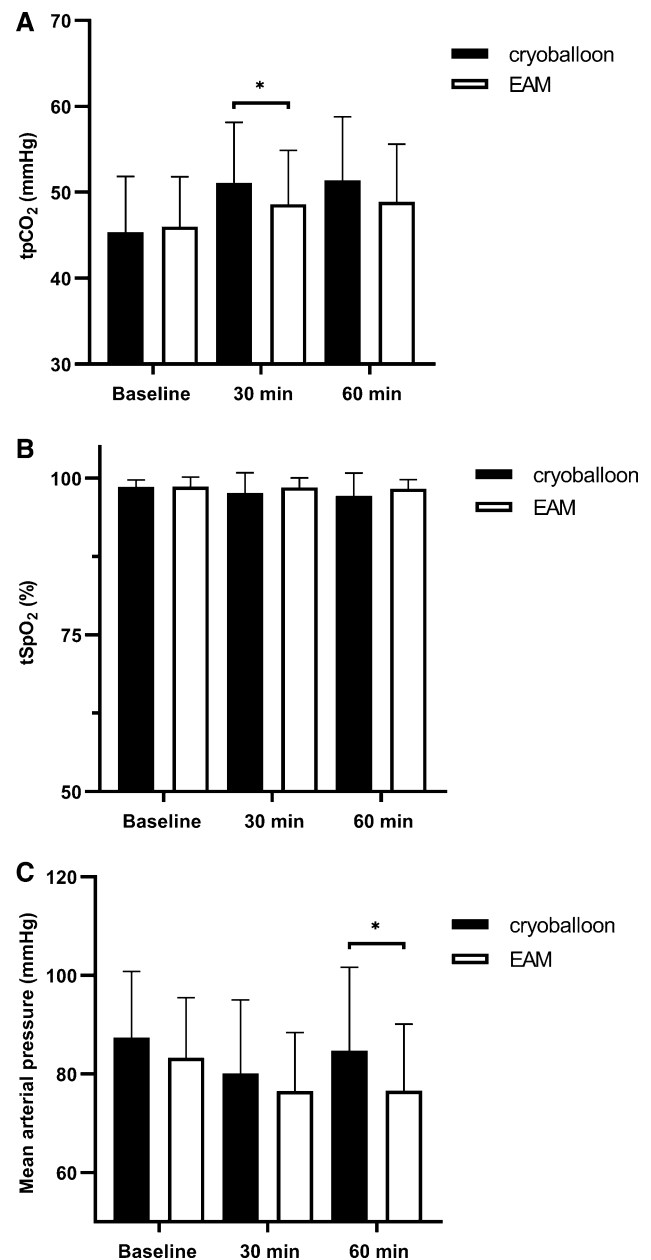 A
70
60
50
40
30
tpCO2 (mmHg)
*
cryoballoon
EAM
Baseline 30 min 60 min
B
100
75
50
tSpO2 (%)
cryoballoon
EAM
Baseline 30 min 60 min
C
120
100
80
60
Mean arterial pressure (mmHg)
*
cryoballoon
EAM
Baseline 30 min 60 min